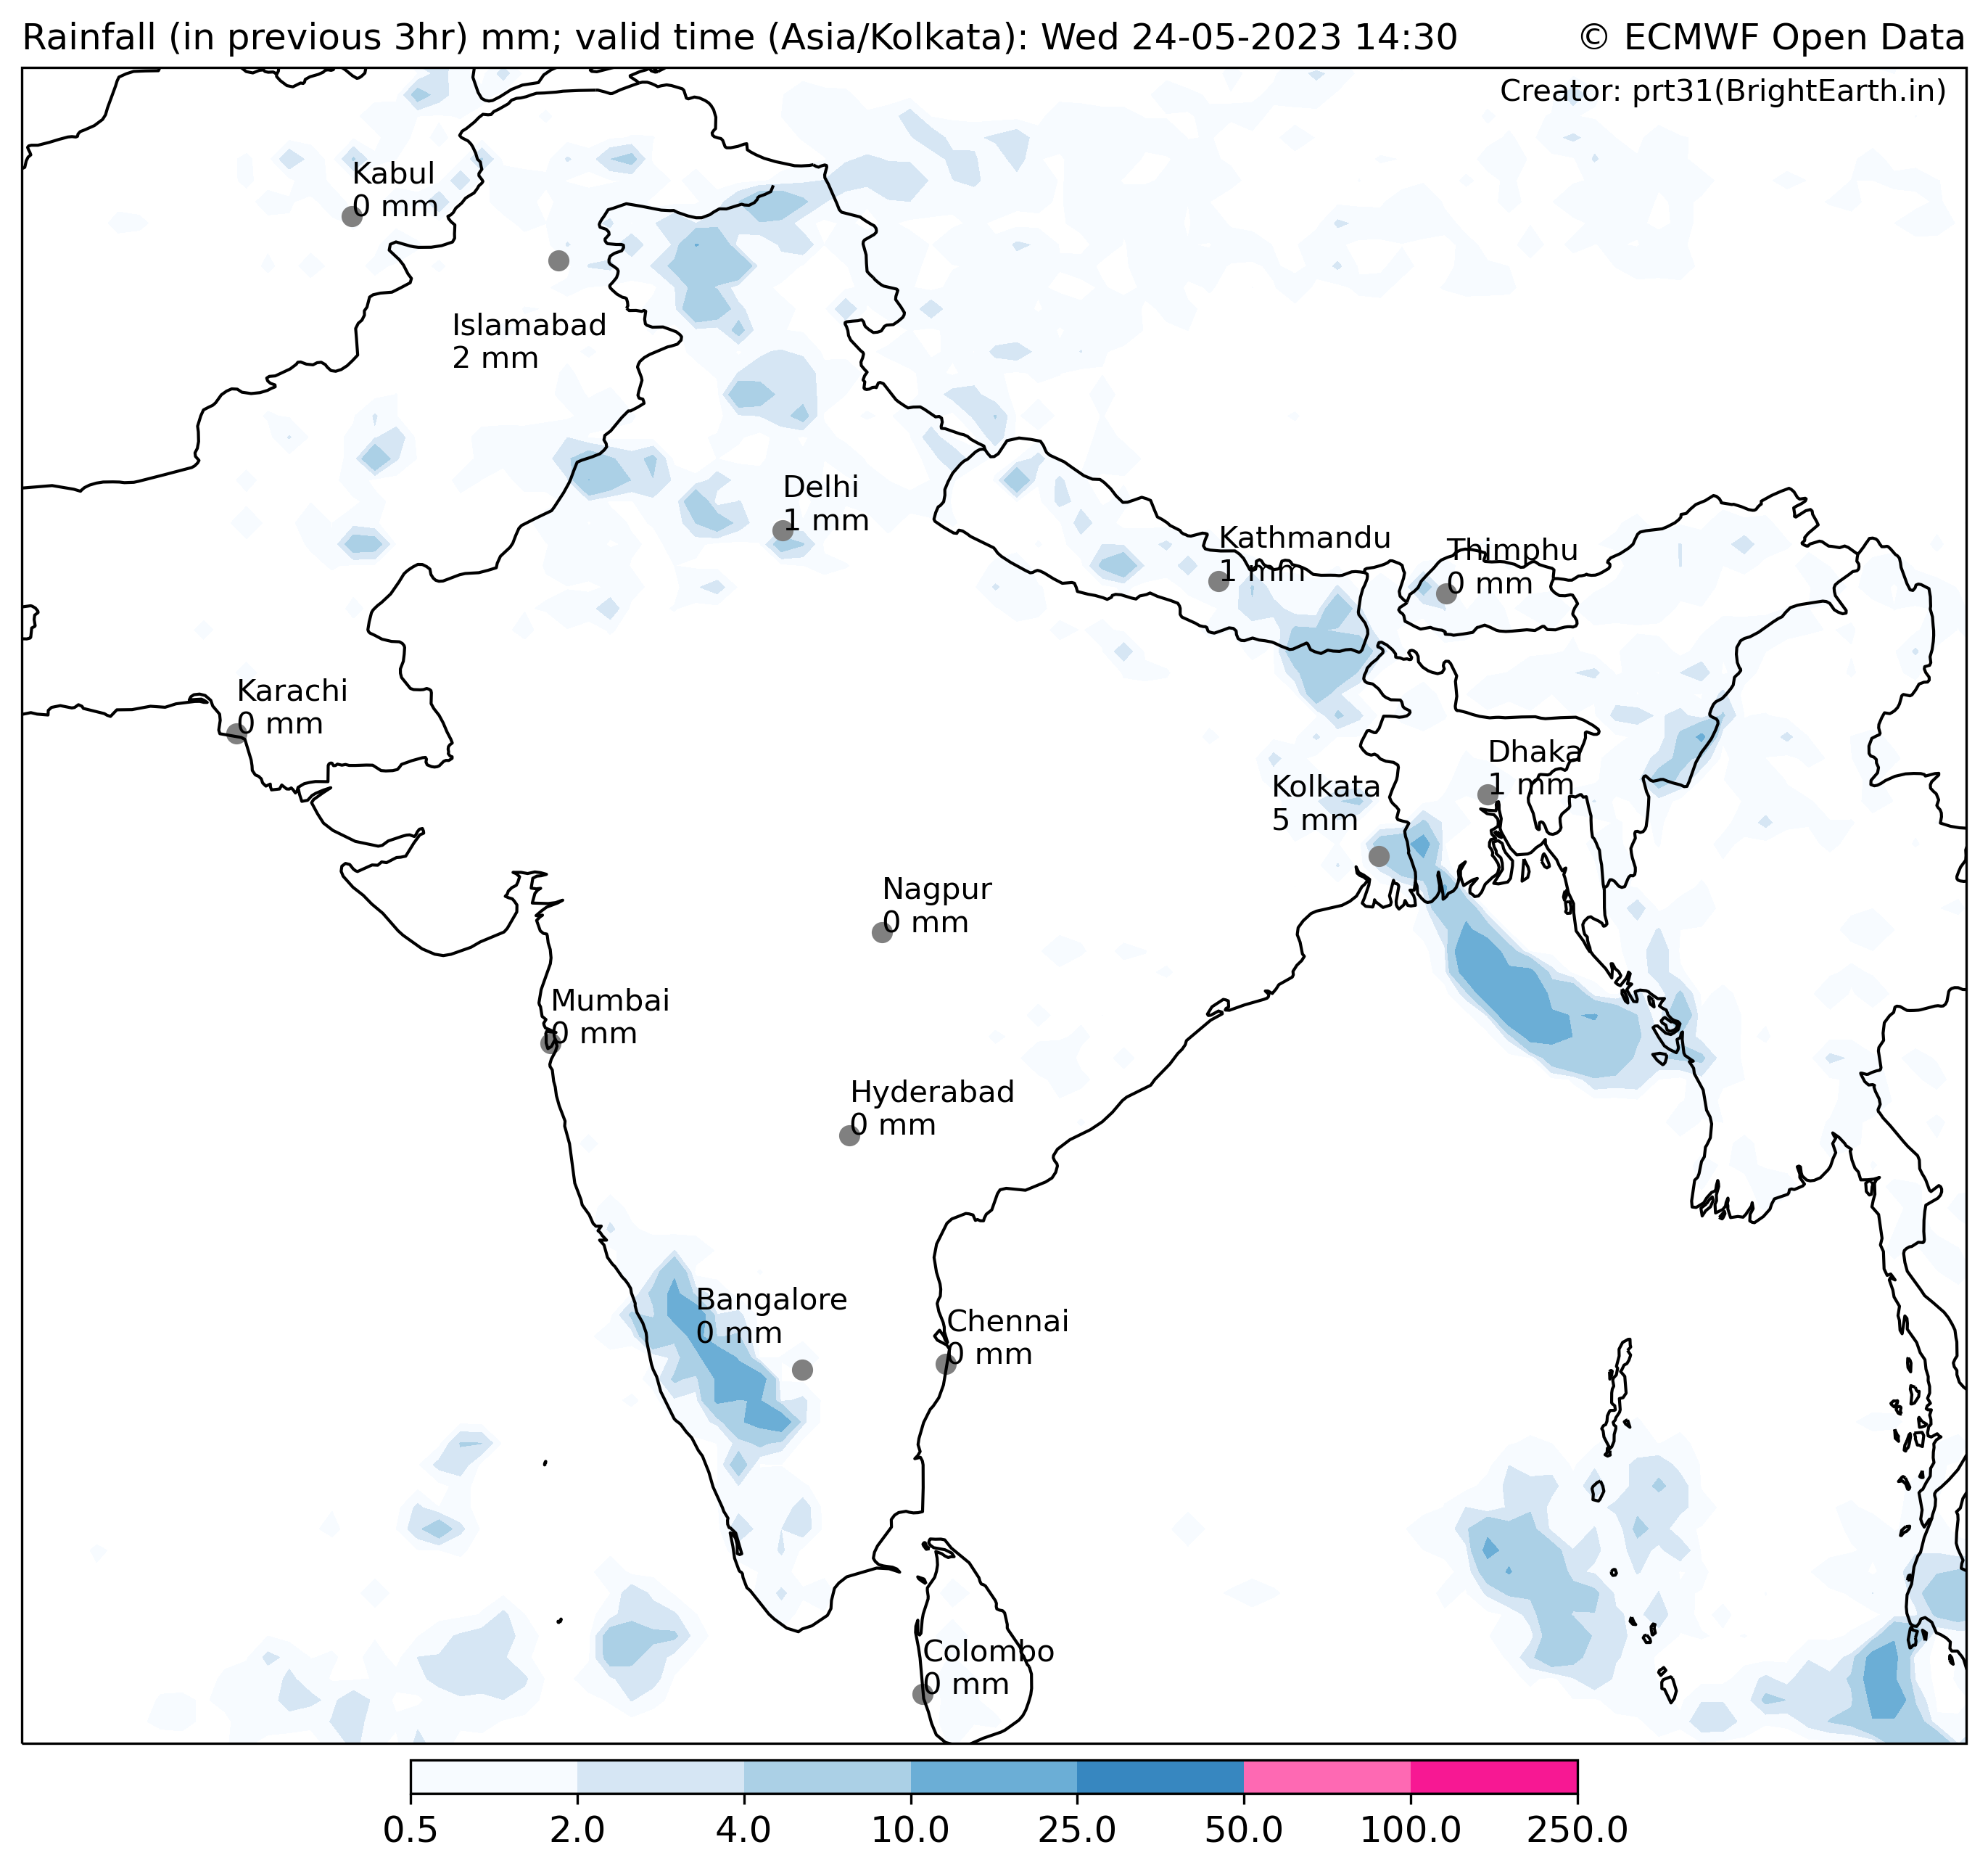 Rainfall (in previous 3hr) mm; valid time (Asia/Kolkata): Wed 24-05-2023 14:30
© ECMWF Open Data
Creator: prt31(BrightEarth.in)
Kabul
0 mm
Islamabad
2 mm
Delhi
1 mm
Kathmandu
1 mm
Thimphu
0 mm
Karachi
0 mm
Dhaka
1 mm
Kolkata
5 mm
Nagpur
0 mm
Mumbai
0 mm
Hyderabad
0 mm
Bangalore
0 mm
Chennai
0 mm
Colombo
0 mm
0.5 2.0 4.0 10.0 25.0 50.0 100.0 250.0